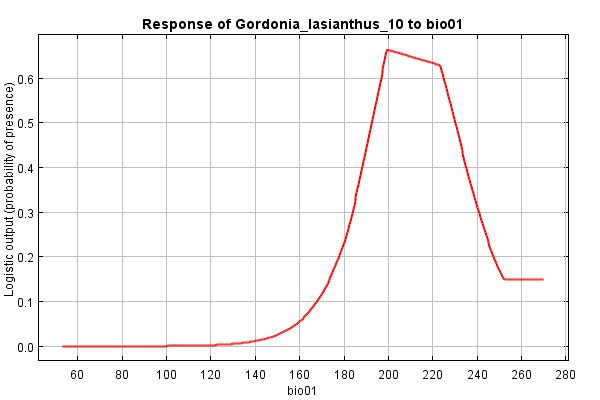 Response of Gordonia_lasianthus_10 to bio01
Logistic output (probability of presence)
0.6
0.5
0.4
0.3
0.2
0.1
0.0
60 80 100 120 140 160 180 200 220 240 260 280
bio01